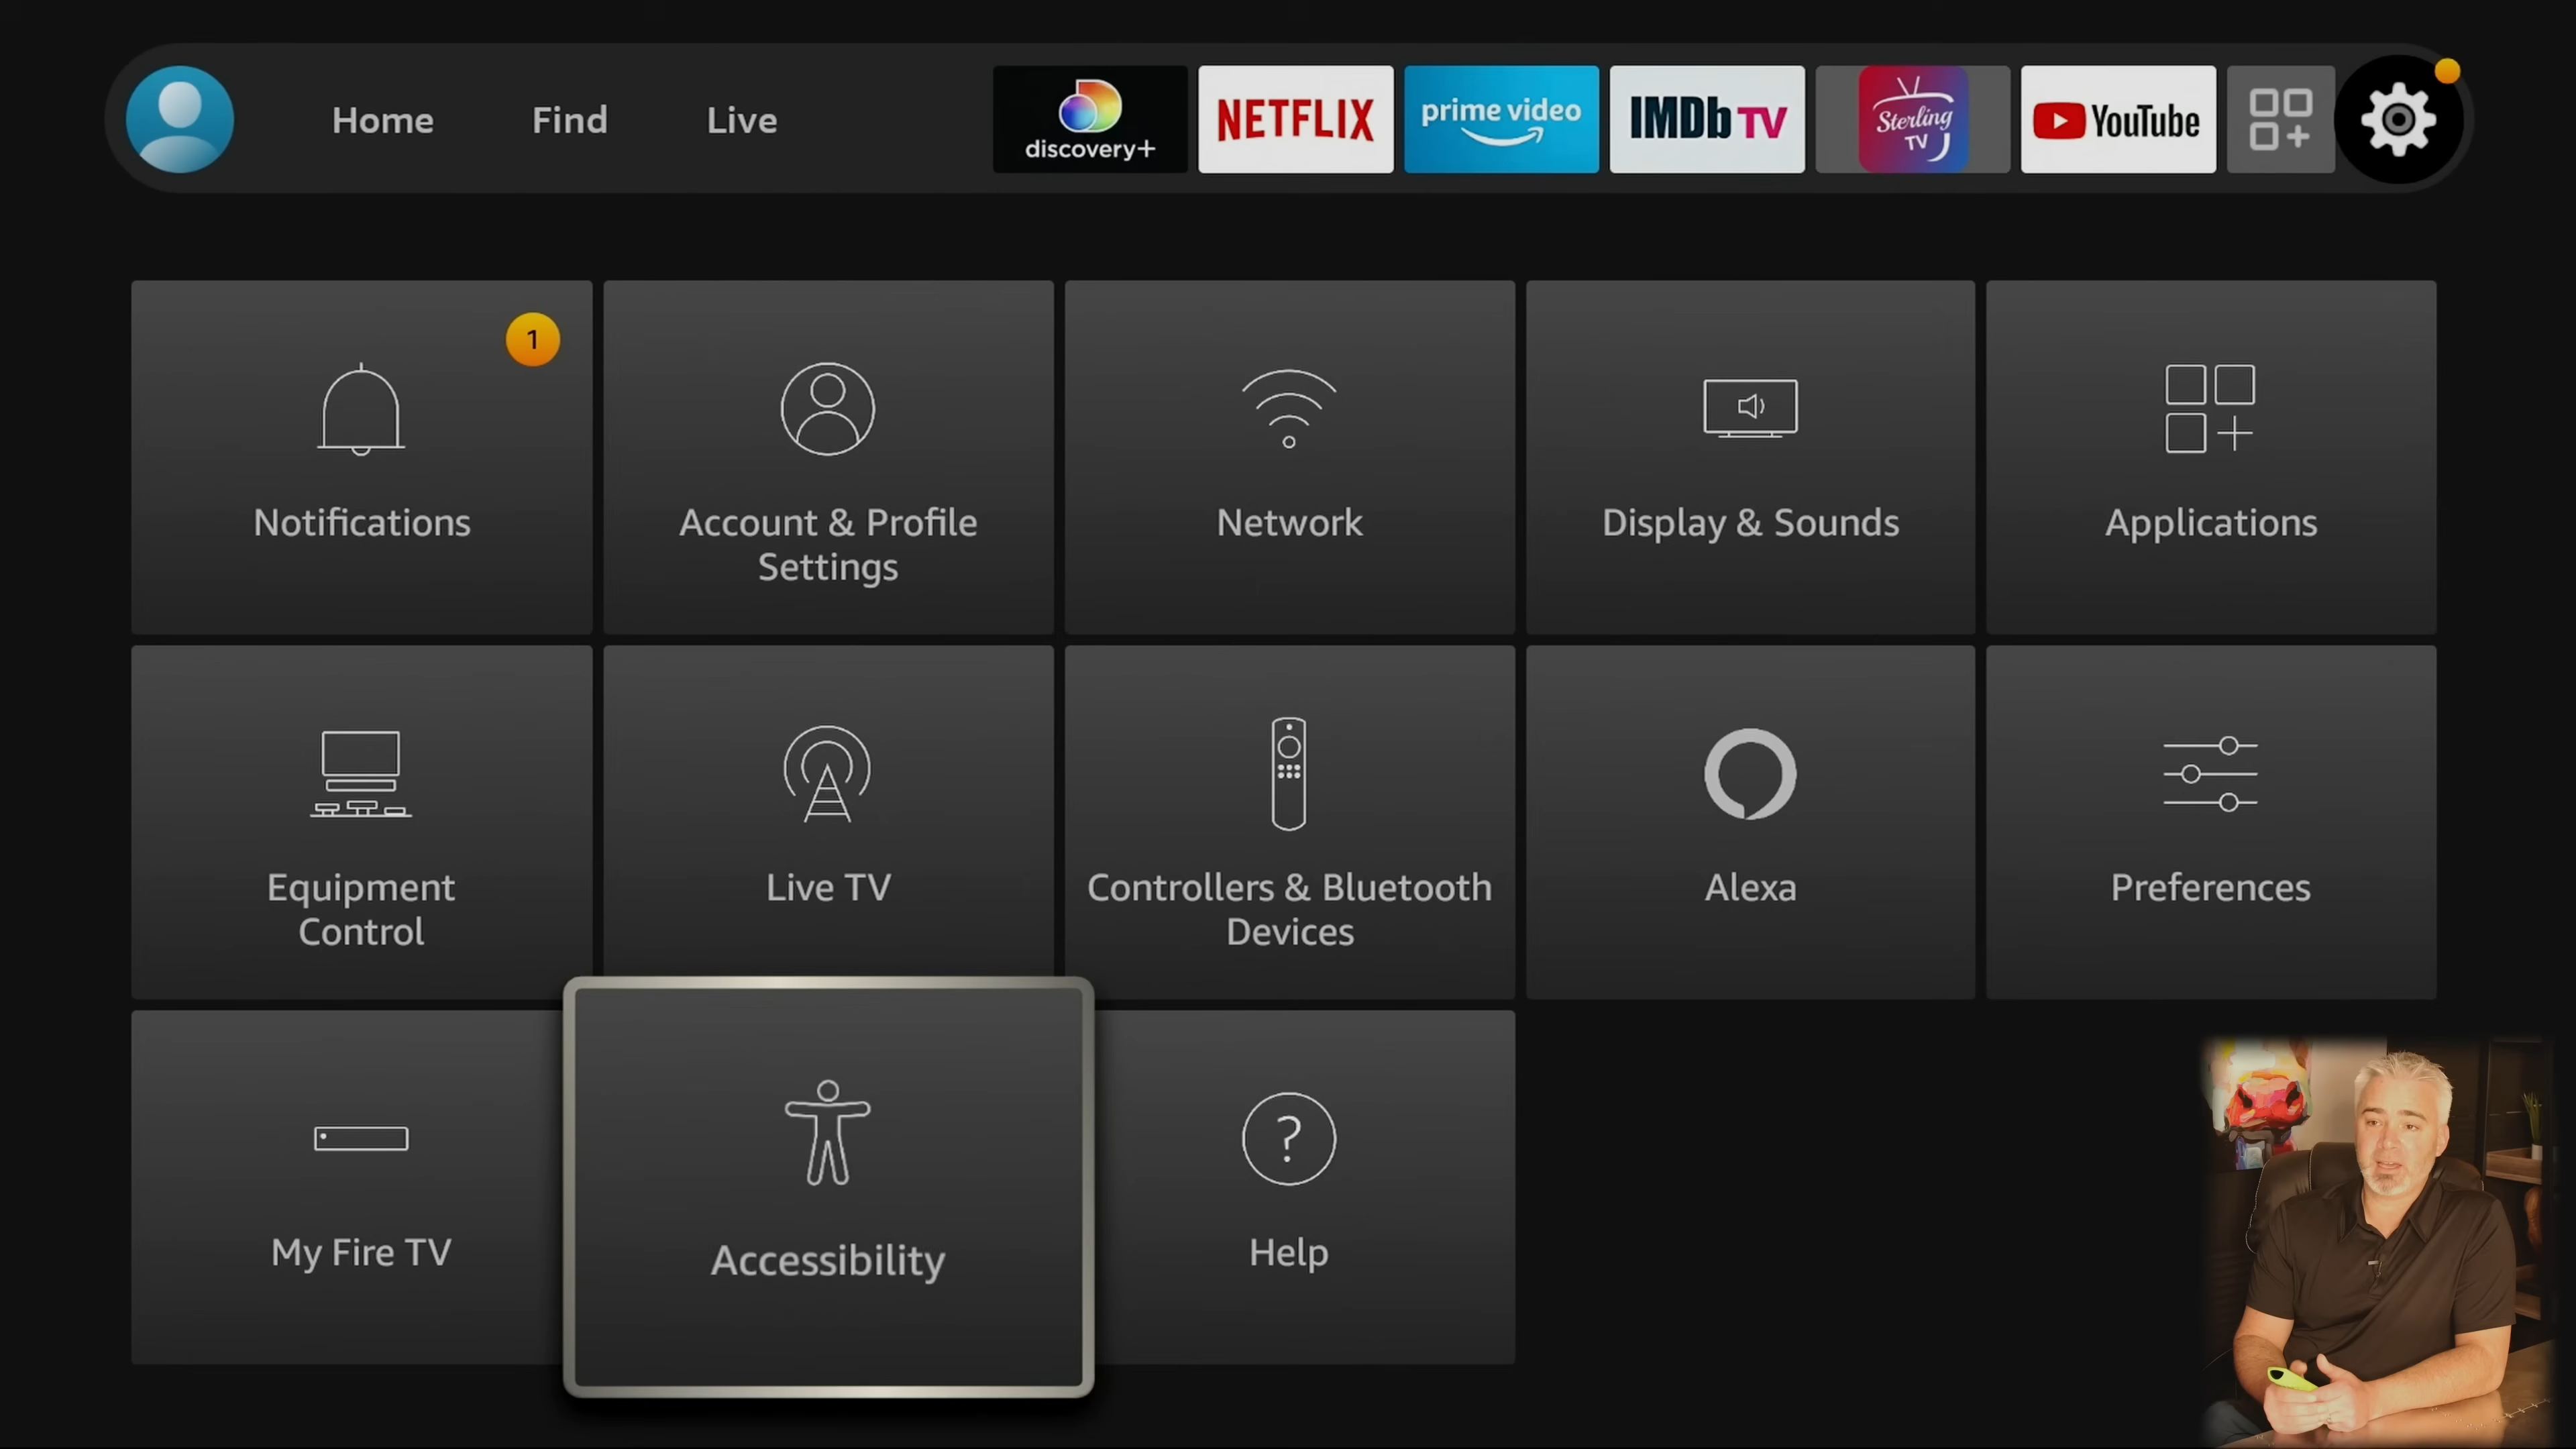 Home
Find
Live
discovery+
NETFLIX
prime video
IMDb TV
Sterling
TV
YouTube
1
Notifications
Account & Profile
Settings
Network
Display & Sounds
Applications
Equipment
Control
Live TV
Controllers & Bluetooth
Devices
Alexa
Preferences
My Fire TV
Accessibility
?
Help